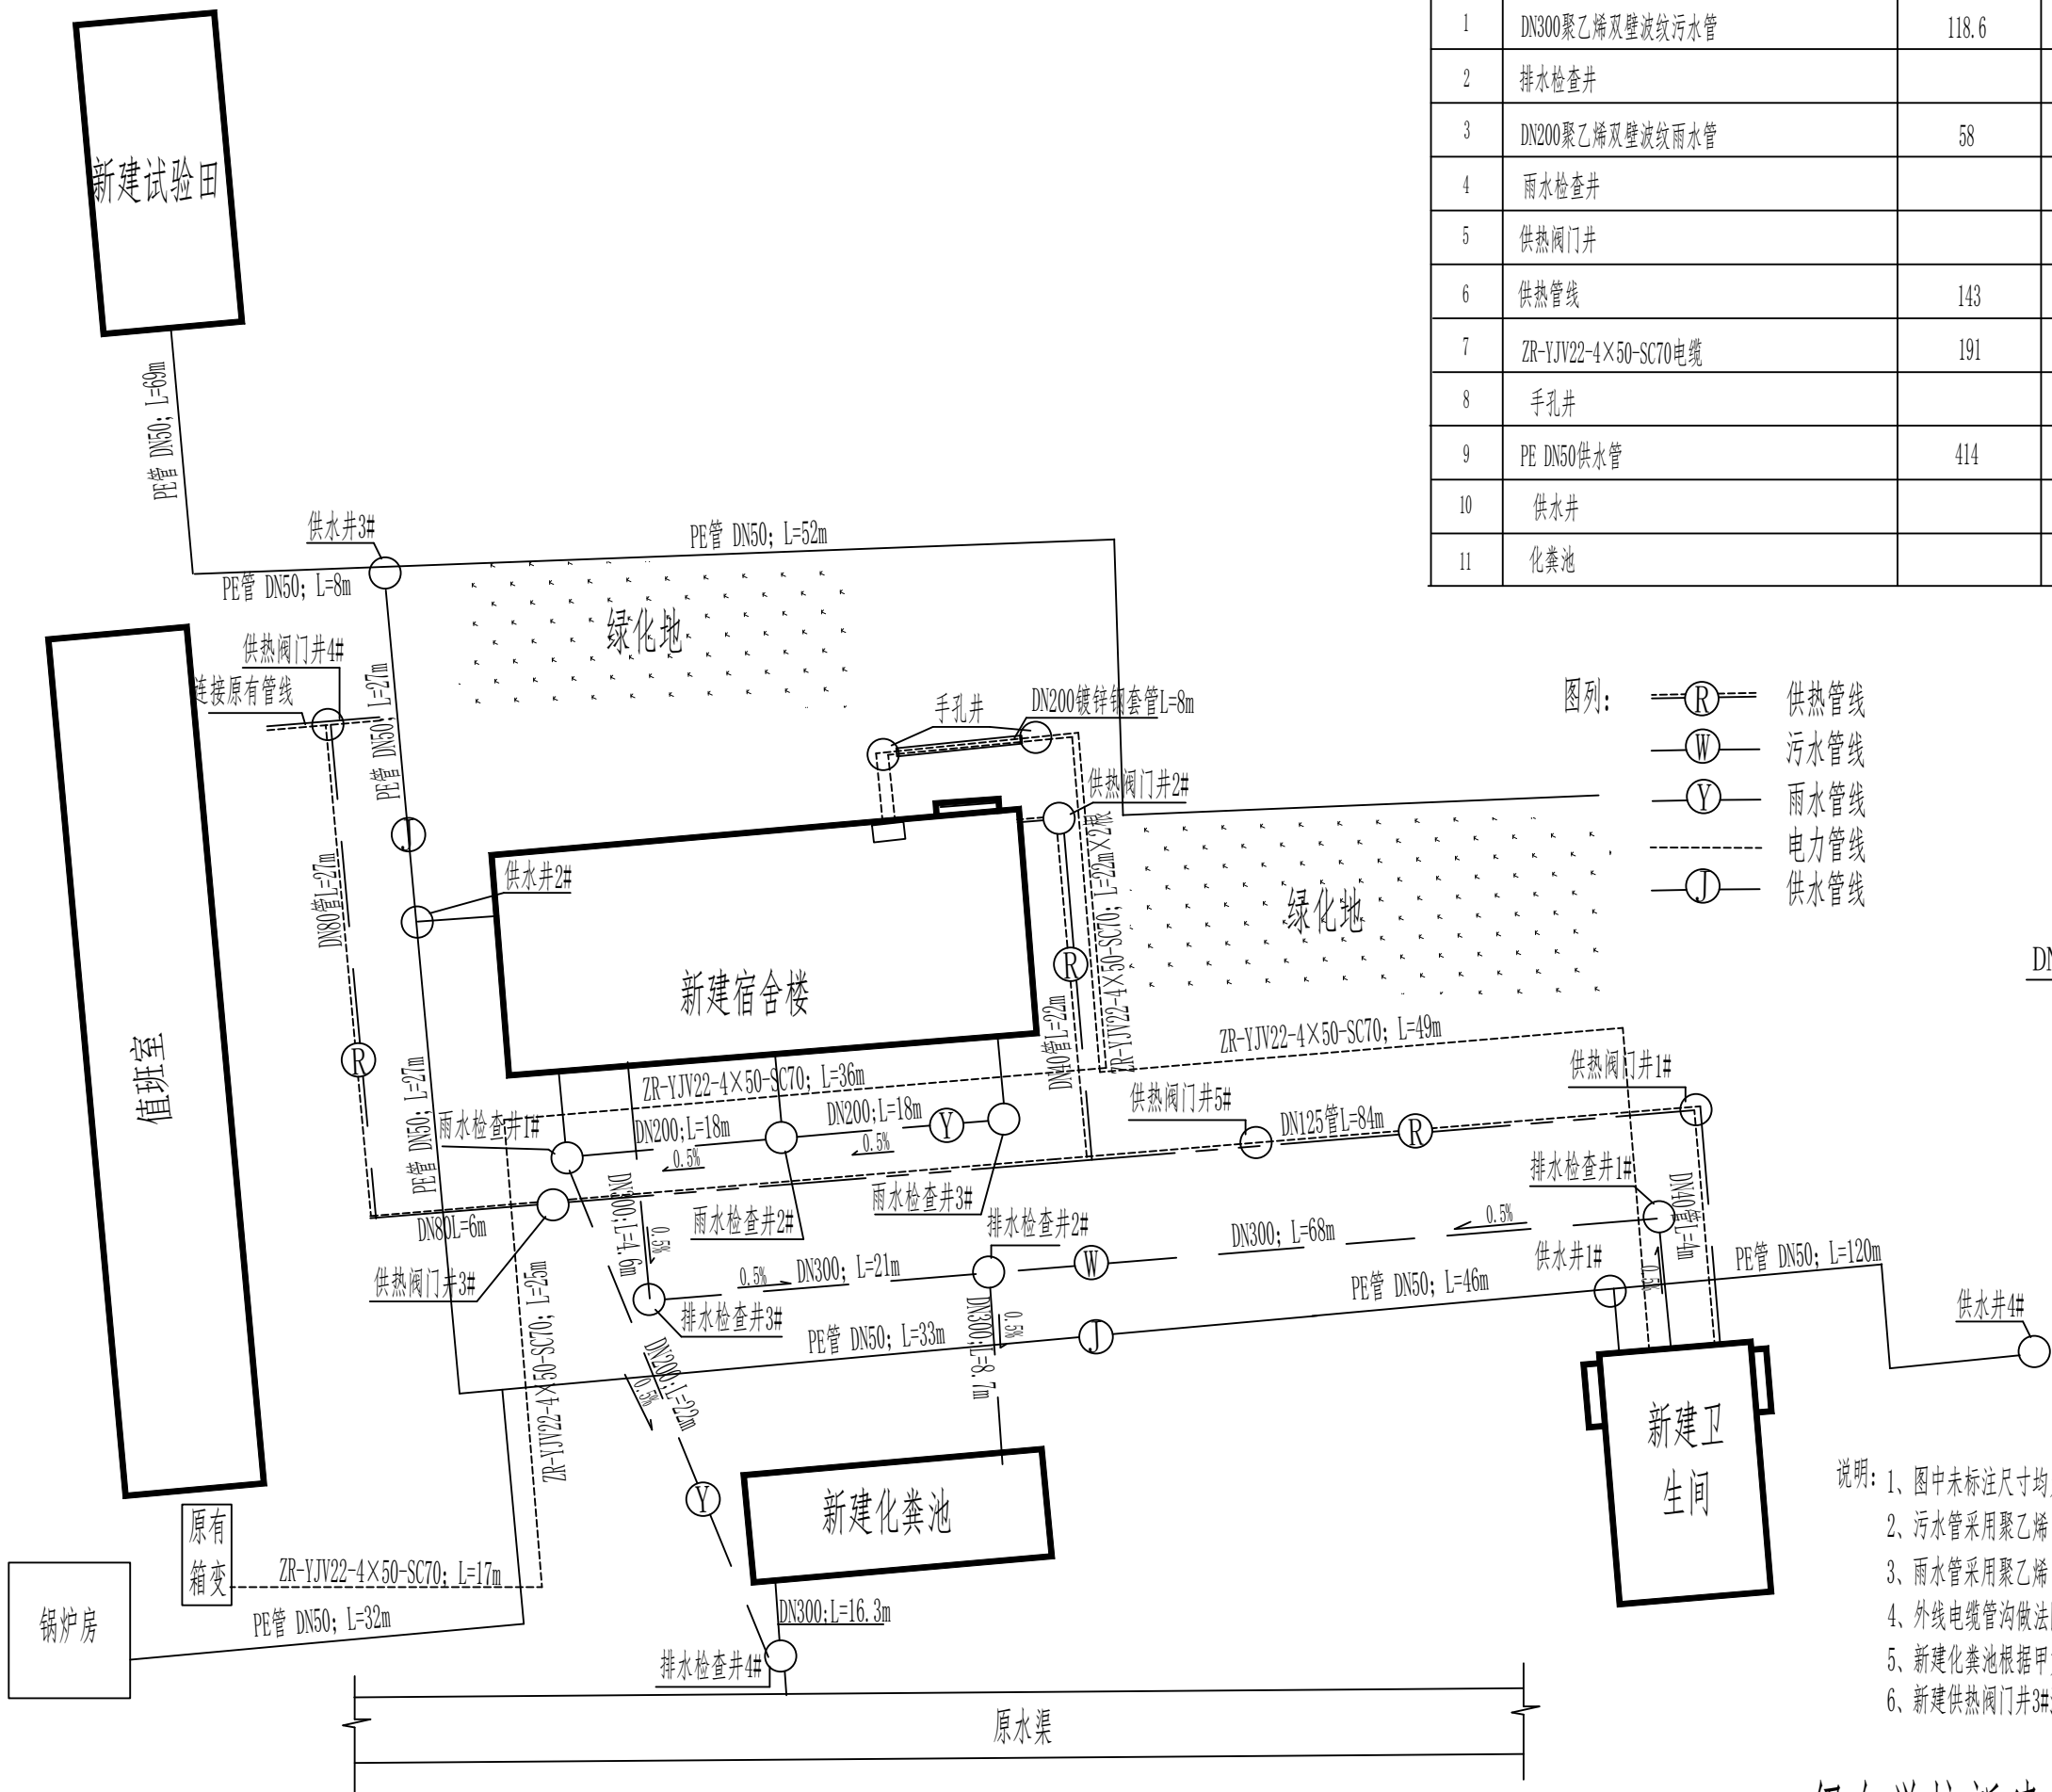 1 DN300聚乙烯双壁波纹污水管 118.6
2 排水检查井
3 DN200聚乙烯双壁波纹雨水管 58
4 雨水检查井
5 供热阀门井
6 供热管线 143
7 ZR-YJV22-4×50-SC70电缆 191
8 手孔井
9 PE DN50供水管 414
10 供水井
11 化粪池
新建试验田
PE管 DN50; L=69m
供水井3#
PE管 DN50; L=52m
PE管 DN50; L=8m
绿化地
供热阀门井4#
连接原有管线
PE管 DN50; L=27m
手孔井
DN200镀锌钢套管L=8m
供热阀门井2#
图列:
R 供热管线
W 污水管线
Y 雨水管线
电力管线
J 供水管线
J
DN80管L=27m
供水井2#
新建宿舍楼
R
DN40管L=22m
ZR-YJV22-4×50-SC70; L=22m×2根
绿化地
DN
值班室
R
PE管 DN50; L=27m
ZR-YJV22-4×50-SC70; L=49m
ZR-YJV22-4×50-SC70; L=36m
供热阀门井1#
供热阀门井5#
DN125管L=84m
R
雨水检查井1#
DN200;L=18m
0.5%
DN200;L=18m
Y
0.5%
排水检查井1#
DN40管L=4m
DN80L=6m
DN300;L=4.6m
0.5%
雨水检查井2#
雨水检查井3#
排水检查井2#
W
DN300; L=68m
0.5%
供水井1#
0.5%
PE管 DN50; L=120m
供热阀门井3#
0.5%
DN300; L=21m
排水检查井3#
PE管 DN50; L=46m
供水井4#
PE管 DN50; L=33m
J
DN300;L=8.7m
0.5%
ZR-YJV22-4×50-SC70; L=25m
DN200;L=22m
0.5%
Y
新建化粪池
新建卫
生间
原有
箱变
ZR-YJV22-4×50-SC70; L=17m
锅炉房
PE管 DN50; L=32m
DN300;L=16.3m
排水检查井4#
原水渠
说明: 1、图中未标注尺寸均
2、污水管采用聚乙烯
3、雨水管采用聚乙烯
4、外线电缆管沟做法
5、新建化粪池根据甲
6、新建供热阀门井3#